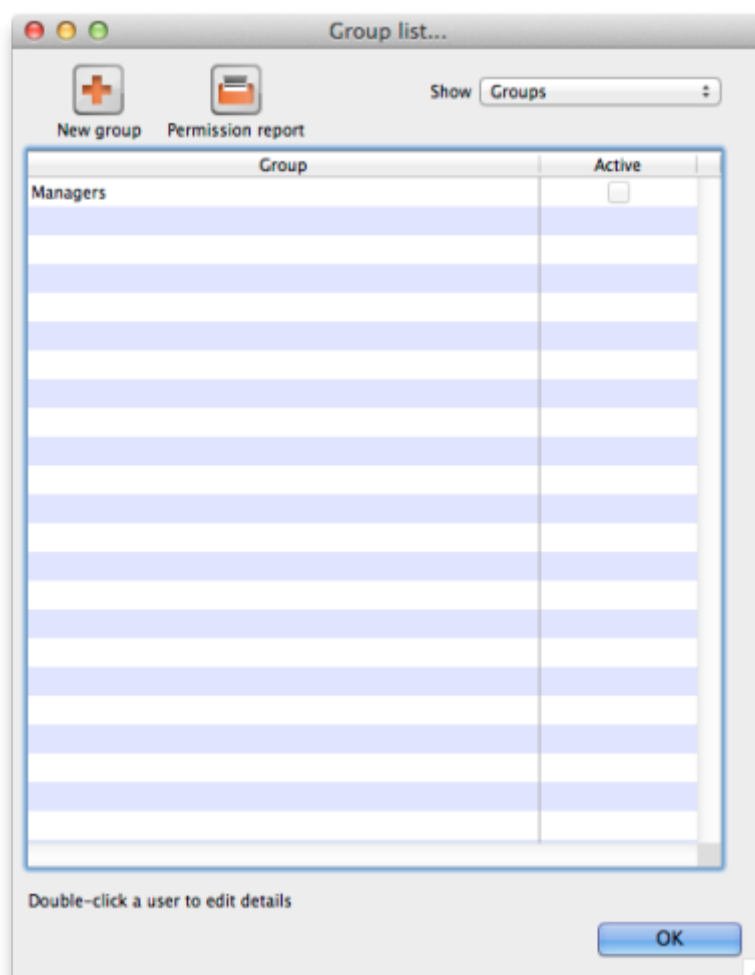 Group list...
Show Groups
New group Permission report
Group Active
Managers
Double-click a user to edit details
OK